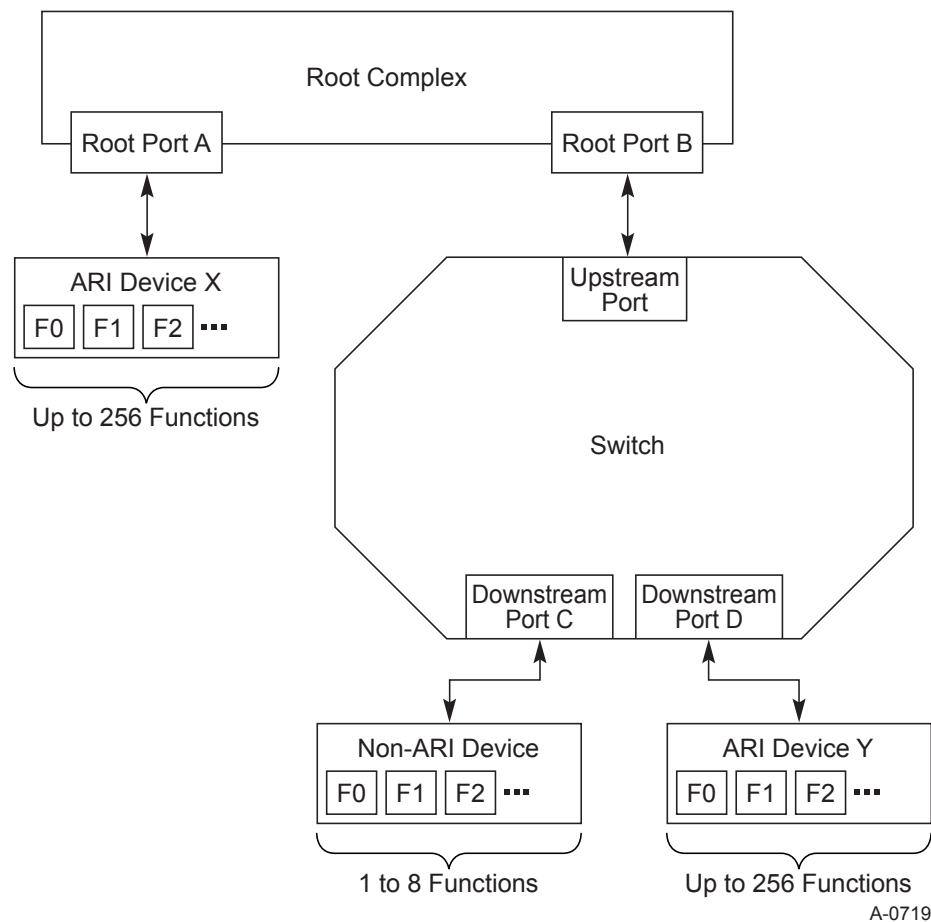 Root Complex
Root Port A
Root Port B
ARI Device X
F0 F1 F2 ...
Up to 256 Functions
Upstream
Port
Switch
Downstream
Port C
Downstream
Port D
Non-ARI Device
F0 F1 F2 ...
1 to 8 Functions
ARI Device Y
F0 F1 F2 ...
Up to 256 Functions
A-0719